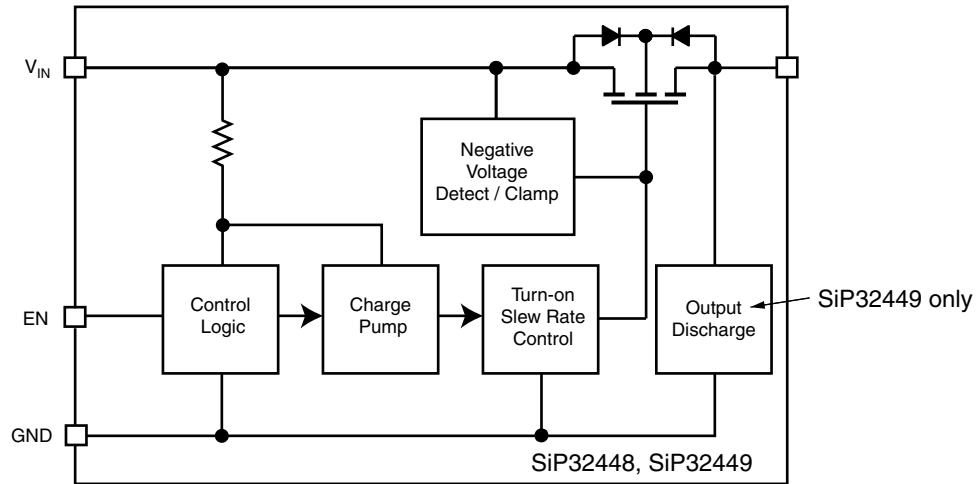 VIN
Negative
Voltage
Detect / Clamp
EN
Control
Logic
Charge
Pump
Turn-on
Slew Rate
Control
Output
Discharge
SiP32449 only
GND
SiP32448, SiP32449